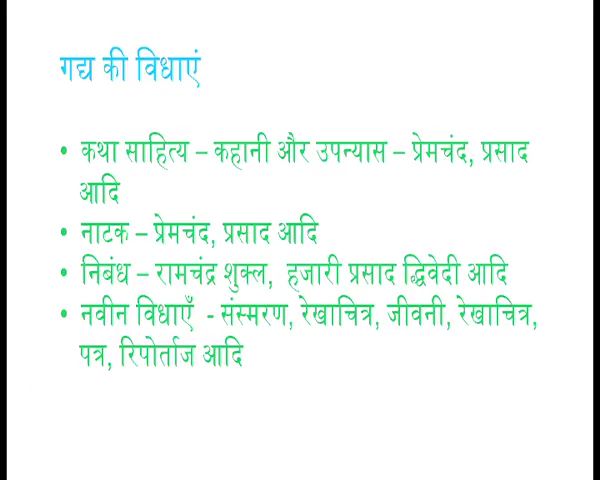 गद्य की विधाएं
• कथा साहित्य – कहानी और उपन्यास – प्रेमचंद, प्रसाद
आदि
• नाटक – प्रेमचंद, प्रसाद आदि
• निबंध – रामचंद्र शुक्ल, हजारी प्रसाद द्धिवेदी आदि
• नवीन विधाएँ - संस्मरण, रेखाचित्र, जीवनी, रेखाचित्र,
पत्र, रिपोर्ताज आदि